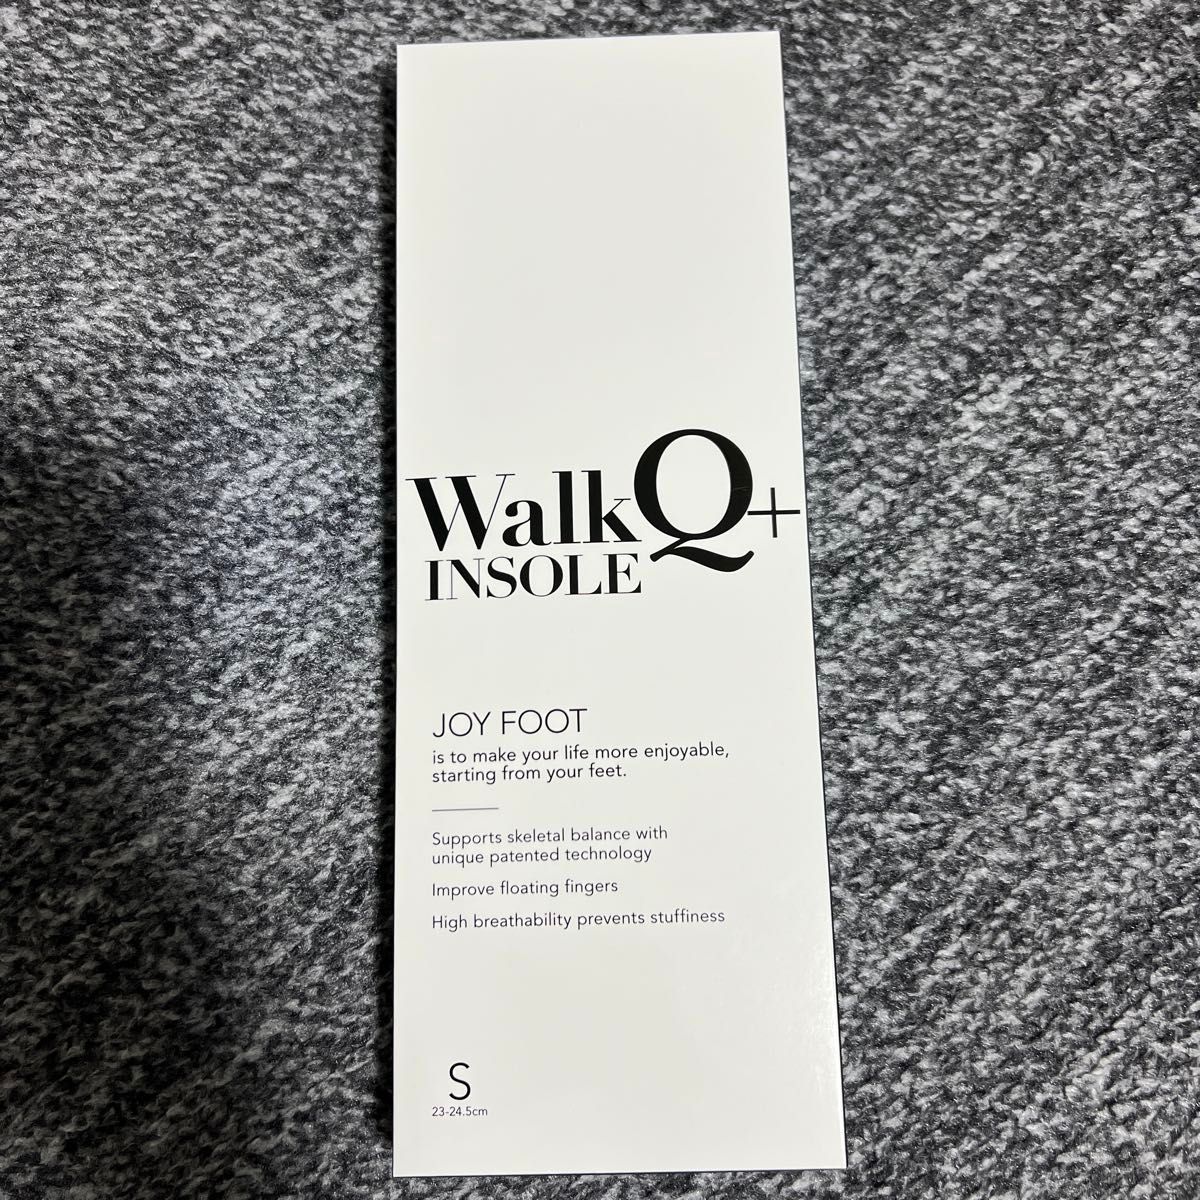 WalkQ+
INSOLE
JOY FOOT
is to make your life more enjoyable,
starting from your feet.
Supports skeletal balance with
unique patented technology
Improve floating fingers
High breathability prevents stuffiness
S
23-24.5cm